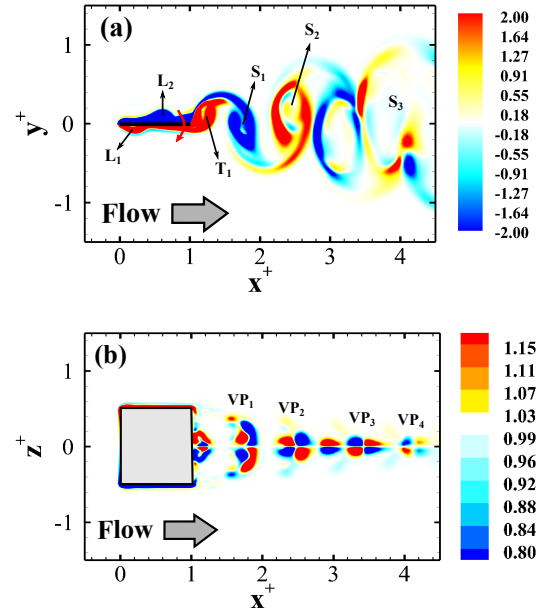 (a)
y⁺
1
0
-1
L₂
L₁
T₁
S₁
S₂
S₃
Flow
0 1 2 3 4
x⁺
2.00
1.64
1.27
0.91
0.55
0.18
-0.18
-0.55
-0.91
-1.27
-1.64
-2.00
(b)
z⁺
1
0
-1
VP₁ VP₂ VP₃ VP₄
Flow
0 1 2 3 4
x⁺
1.15
1.11
1.07
1.03
0.99
0.96
0.92
0.88
0.84
0.80